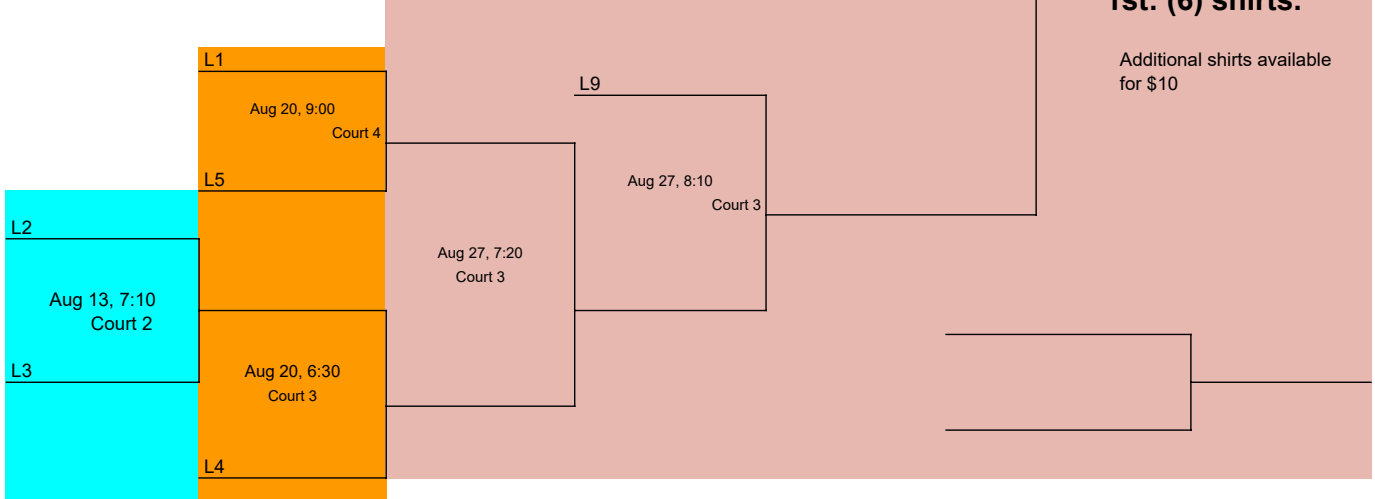 (6) shirts.
Additional shirts available
for $10
L1
Aug 20, 9:00
Court 4
L5
L9
Aug 27, 8:10
Court 3
L2
Aug 13, 7:10
Court 2
L3
Aug 27, 7:20
Court 3
Aug 20, 6:30
Court 3
L4